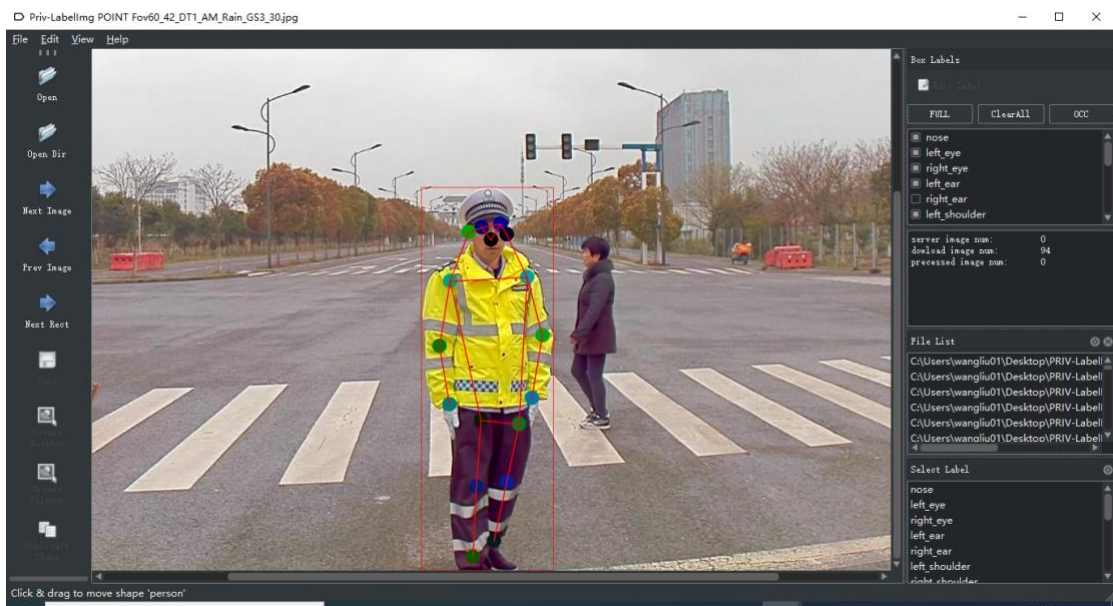 Priv-LabelImg POINT Fov60_42_DT1_AM_Rain_GS3_30.jpg
File Edit View Help
Open
Open Dir
Next Image
Prev Image
Next Rect
Box Labels
FULL ClearAll OCC
nose
left_eye
right_eye
left_ear
right_ear
left_shoulder
server image num: 0
dowload image num: 94
precessed image num: 0
File List
C:\Users\wangliu01\Desktop\PRIV-Labell
C:\Users\wangliu01\Desktop\PRIV-Labell
C:\Users\wangliu01\Desktop\PRIV-Labell
C:\Users\wangliu01\Desktop\PRIV-Labell
C:\Users\wangliu01\Desktop\PRIV-Labell
C:\Users\wangliu01\Desktop\PRIV-Labell
Select Label
nose
left_eye
right_eye
left_ear
right_ear
left_shoulder
right_shoulder
Click & drag to move shape 'person'